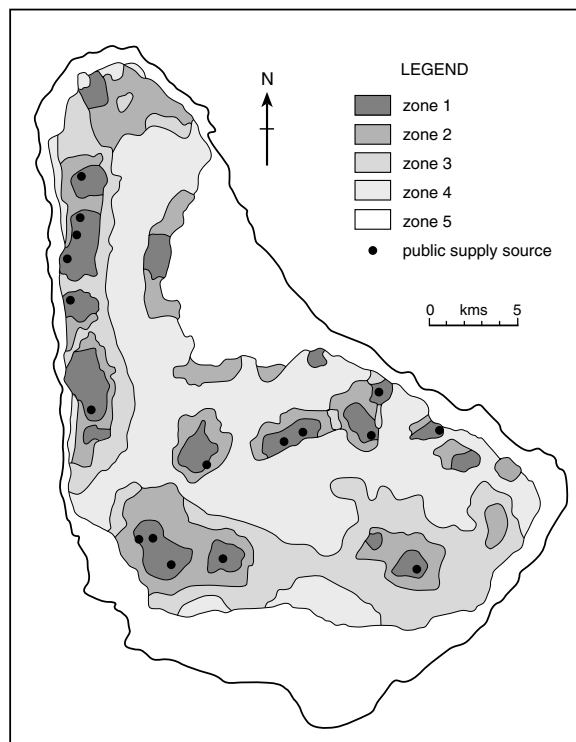 LEGEND
N
zone 1
zone 2
zone 3
zone 4
zone 5
public supply source
0 kms 5